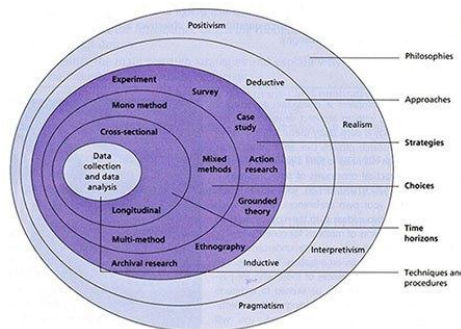 Positivism
Philosophies
Experiment
Deductive
Survey
Approaches
Mono method
Case
study
Realism
Cross-sectional
Strategies
Data
collection
and data
analysis
Mixed
methods
Action
research
Choices
Grounded
theory
Longitudinal
Time
horizons
Multi-method
Ethnography
Interpretivism
Archival research
Inductive
Techniques and
procedures
Pragmatism